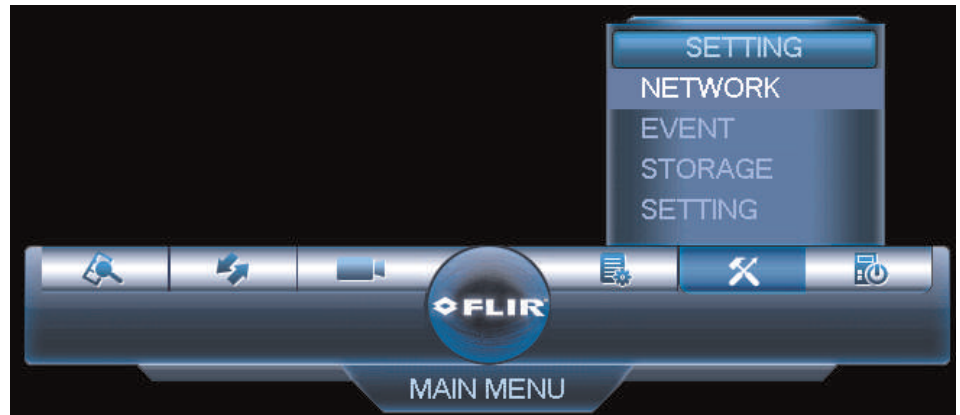 SETTING
NETWORK
EVENT
STORAGE
SETTING
FLIR
MAIN MENU